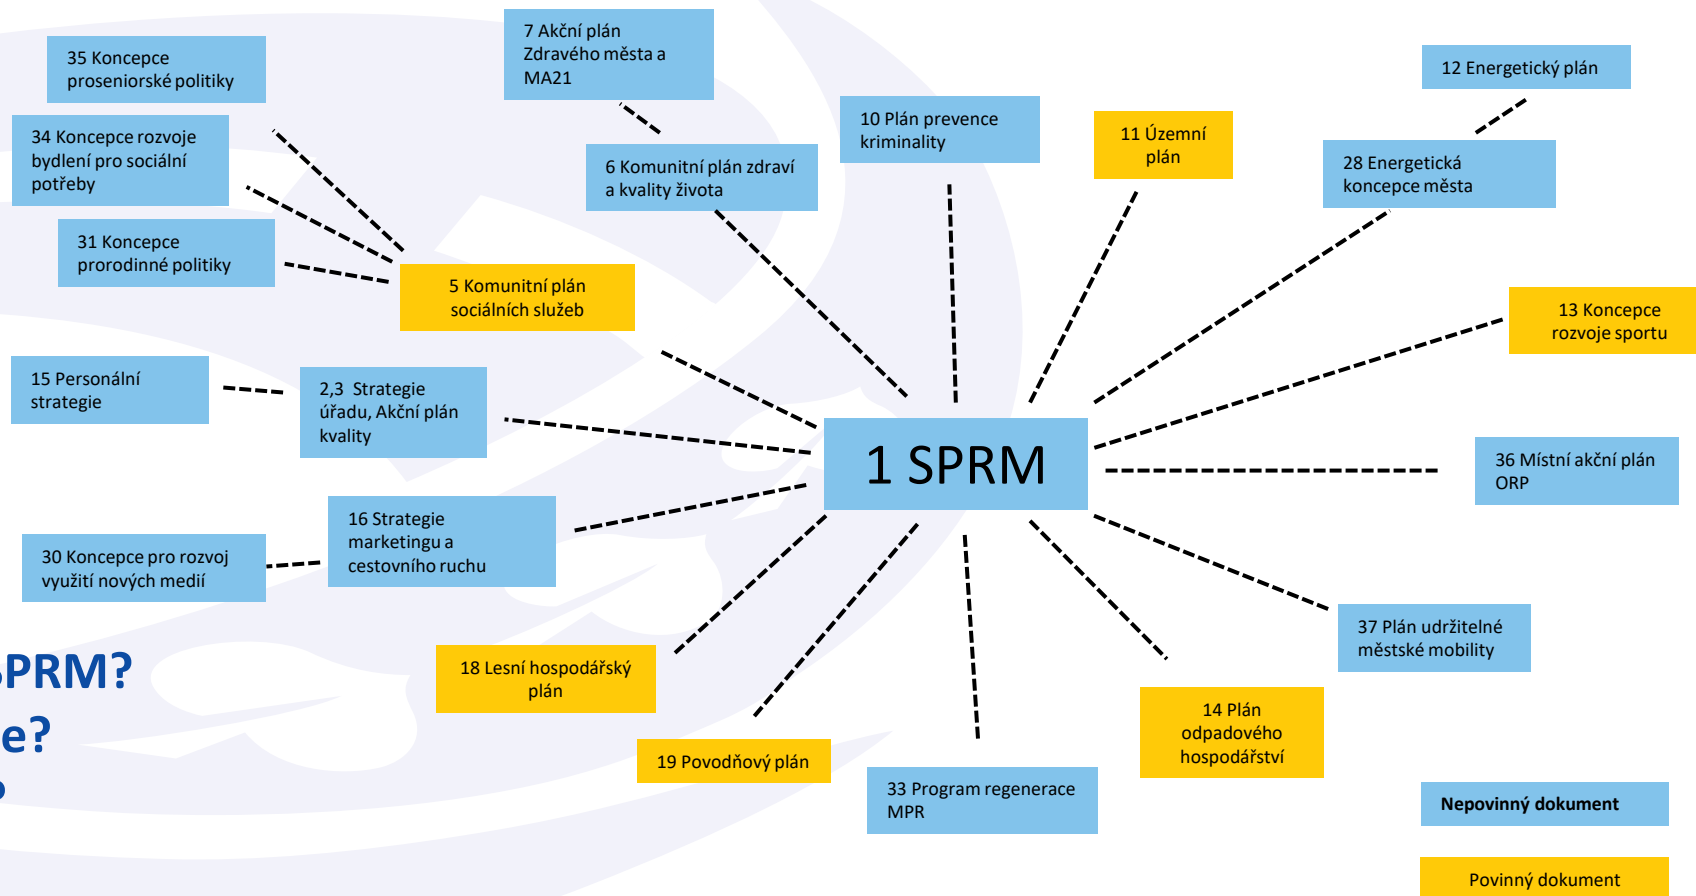 7 Akční plán
Zdravého města a
MA21
35 Koncepce
proseniorské politiky
12 Energetický plán
10 Plán prevence
kriminality
11 Územní
plán
34 Koncepce rozvoje
bydlení pro sociální
potřeby
6 Komunitní plán zdraví
a kvality života
28 Energetická
koncepce města
31 Koncepce
prorodinné politiky
5 Komunitní plán
sociálních služeb
13 Koncepce
rozvoje sportu
15 Personální
strategie
2,3 Strategie
úřadu, Akční plán
kvality
1 SPRM
36 Místní akční plán
ORP
16 Strategie
marketingu a
cestovního ruchu
30 Koncepce pro rozvoj
využití nových medií
37 Plán udržitelné
městské mobility
18 Lesní hospodářský
plán
SPRM?
e?
?
14 Plán
odpadového
hospodářství
19 Povodňový plán
33 Program regenerace
MPR
Nepovinný dokument
Povinný dokument